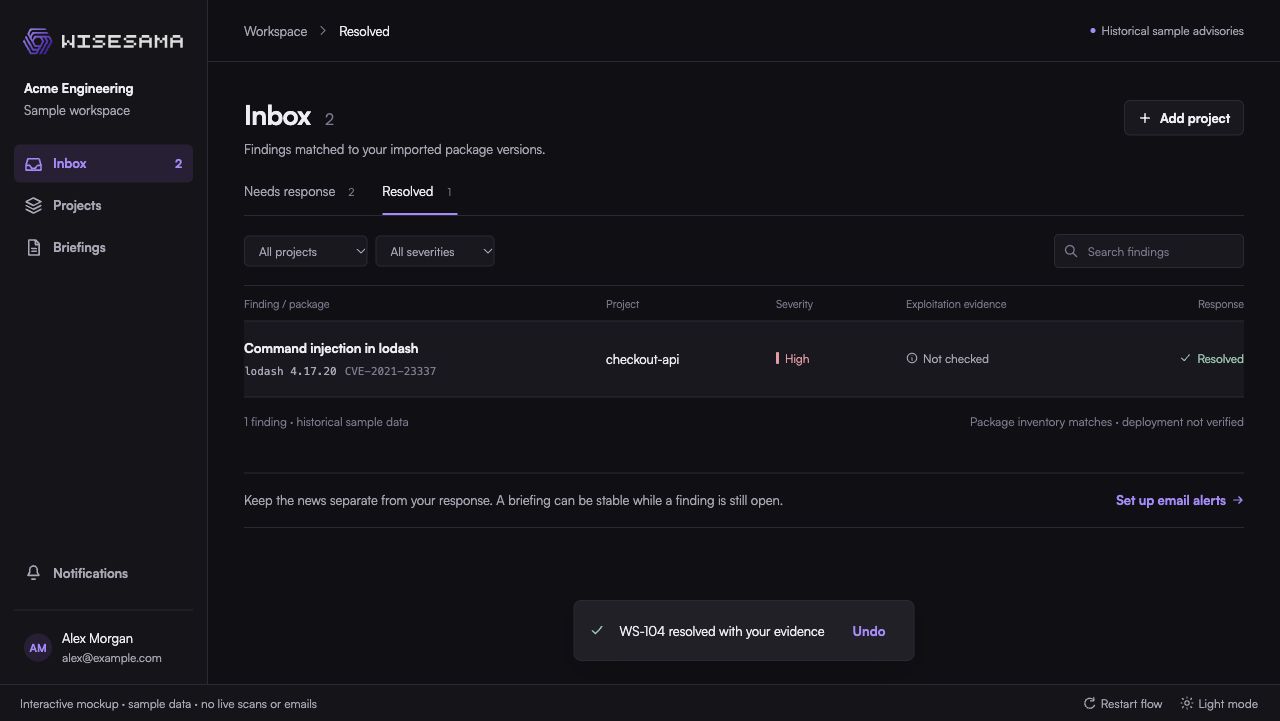 WISESAMA
Acme Engineering
Sample workspace
Inbox 2
Projects
Briefings
Notifications
AM
Alex Morgan
alex@example.com
Workspace > Resolved
Historical sample advisories
Inbox 2
Findings matched to your imported package versions.
+ Add project
Needs response 2 Resolved 1
All projects All severities Search findings
Finding / package Project Severity Exploitation evidence Response
Command injection in lodash
lodash 4.17.20 CVE-2021-23337
checkout-api High Not checked Resolved
1 finding · historical sample data Package inventory matches · deployment not verified
Keep the news separate from your response. A briefing can be stable while a finding is still open. Set up email alerts →
WS-104 resolved with your evidence Undo
Interactive mockup · sample data · no live scans or emails Restart flow Light mode